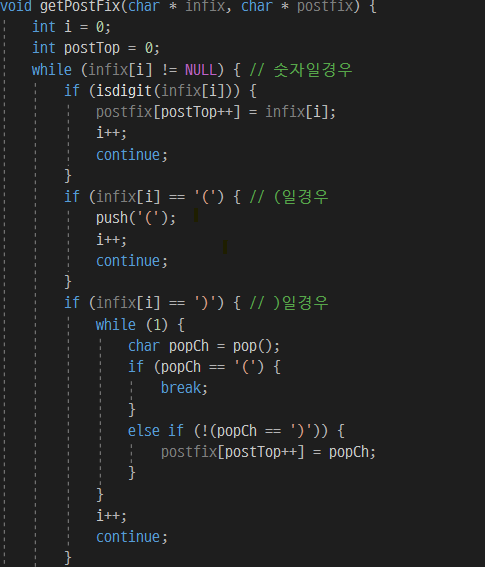 void getPostFix(char * infix, char * postfix) {
int i = 0;
int postTop = 0;
while (infix[i] != NULL) { // 숫자일경우
if (isdigit(infix[i])) {
postfix[postTop++] = infix[i];
i++;
continue;
}
if (infix[i] == '(') { // (일경우
push('(');
i++;
continue;
}
if (infix[i] == ')') { // )일경우
while (1) {
char popCh = pop();
if (popCh == '(') {
break;
}
else if (!(popCh == ')')) {
postfix[postTop++] = popCh;
}
}
i++;
continue;
}